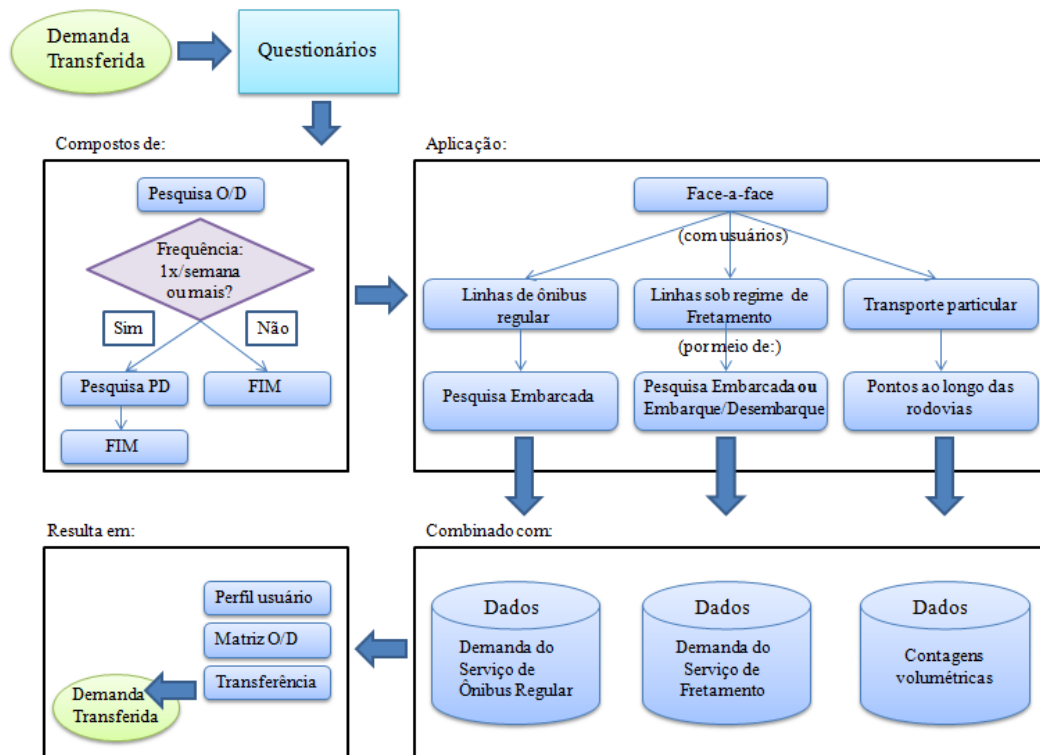 Demanda
Transferida
Questionários
Compostos de:
Pesquisa O/D
Frequência:
1x/semana
ou mais?
Sim
Não
Pesquisa PD
FIM
FIM
Aplicação:
Face-a-face
(com usuários)
Linhas de ônibus
regular
Linhas sob regime de
Fretamento
Transporte particular
(por meio de:)
Pesquisa Embarcada
Pesquisa Embarcada ou
Embarque/Desembarque
Pontos ao longo das
rodovias
Resulta em:
Perfil usuário
Matriz O/D
Transferência
Demanda
Transferida
Combinado com:
Dados
Demanda do
Serviço de
Ônibus Regular
Dados
Demanda do
Serviço de
Fretamento
Dados
Contagens
volumétricas